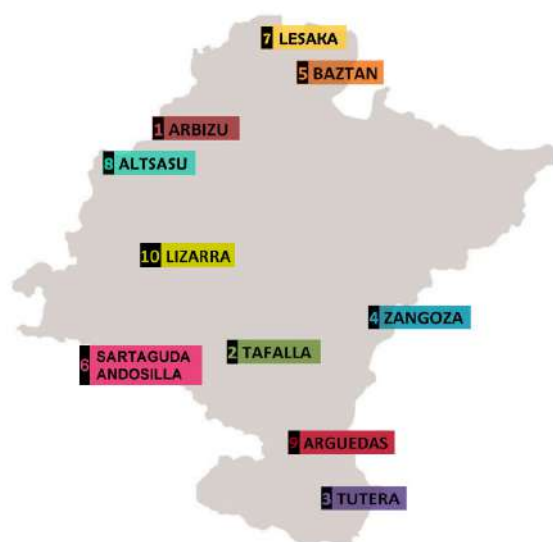 7 LESAKA
5 BAZTAN
1 ARBIZU
8 ALTSASU
10 LIZARRA
4 ZANGOZA
6 SARTAGUDA
ANDOSILLA
2 TAFALLA
9 ARGUEDAS
3 TUTERA